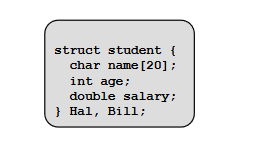 struct student {
  char name[20];
  int age;
  double salary;
} Hal, Bill;